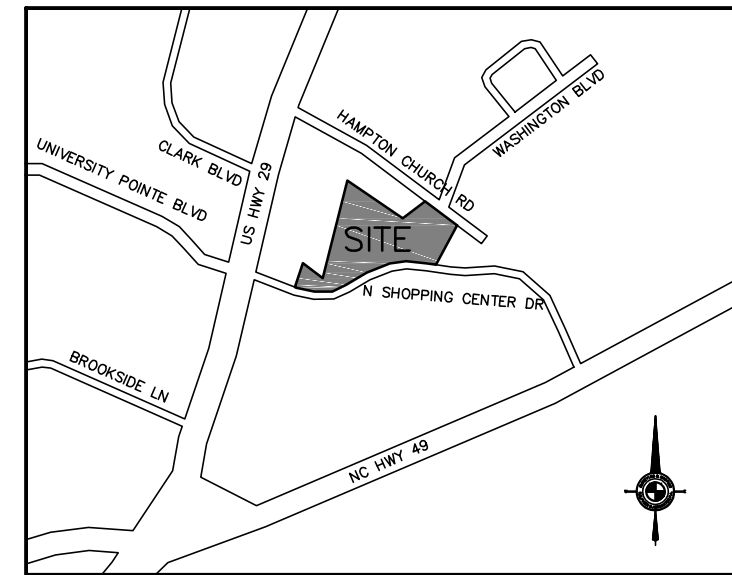 WASHINGTON BLVD
HAMPTON CHURCH RD
CLARK BLVD
UNIVERSITY POINTE BLVD
US HWY 29
SITE
N SHOPPING CENTER DR
BROOKSIDE LN
NC HWY 49